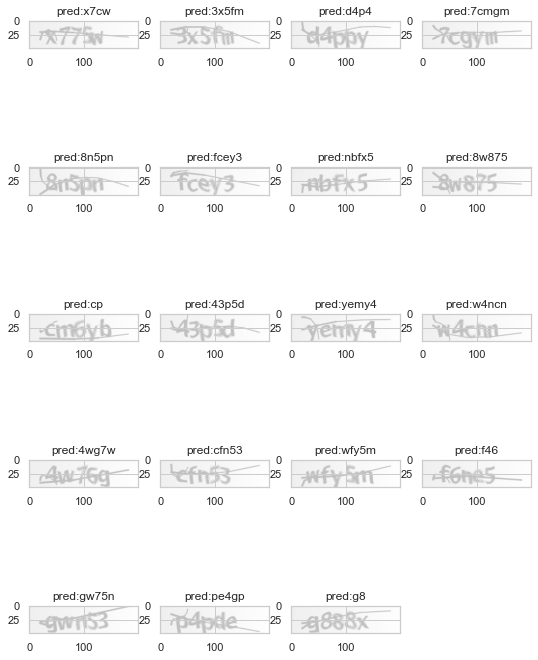 pred:x7cw pred:3x5fm pred:d4p4 pred:7cmgm
0 x775w 0 3x5fm 0 d4ppy 0 7cgym
25 25 25 25
0 100 0 100 0 100 0 100
pred:8n5pn pred:fcey3 pred:nbfx5 pred:8w875
0 8n5pn 0 fcey3 0 nbfx5 0 8w875
25 25 25 25
0 100 0 100 0 100 0 100
pred:cp pred:43p5d pred:yemy4 pred:w4ncn
0 cm6yb 0 43p5d 0 yemy4 0 w4cnn
25 25 25 25
0 100 0 100 0 100 0 100
pred:4wg7w pred:cfn53 pred:wfy5m pred:f46
0 4w76g 0 cfn53 0 wfy5m 0 f6ne5
25 25 25 25
0 100 0 100 0 100 0 100
pred:gw75n pred:pe4gp pred:g8
0 gwn53 0 p4pde 0 g888x
25 25 25
0 100 0 100 0 100